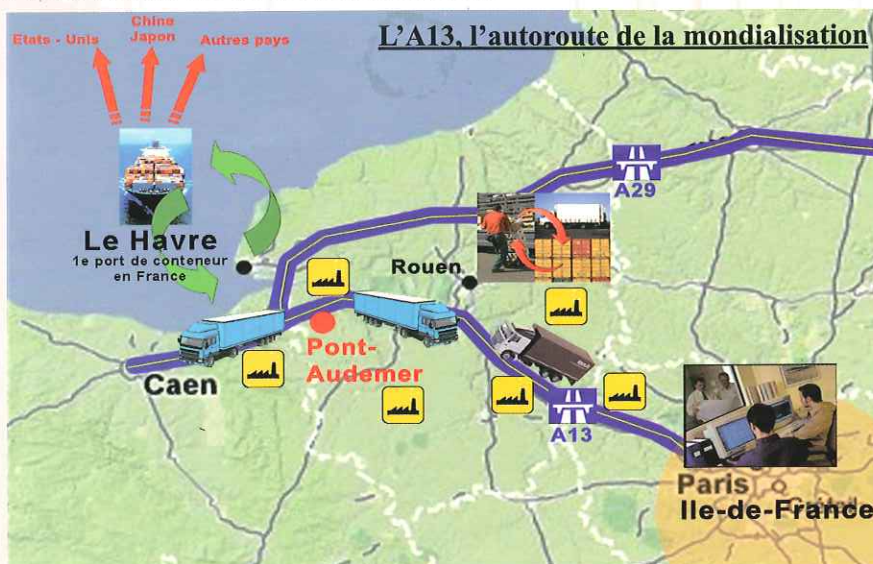 L'A13, l'autoroute de la mondialisation
Etats - Unis
Chine
Japon
Autres pays
A29
Le Havre
1e port de conteneur
en France
Rouen
Pont-
Audemer
Caen
A13
Paris
Créteil
Ile-de-France